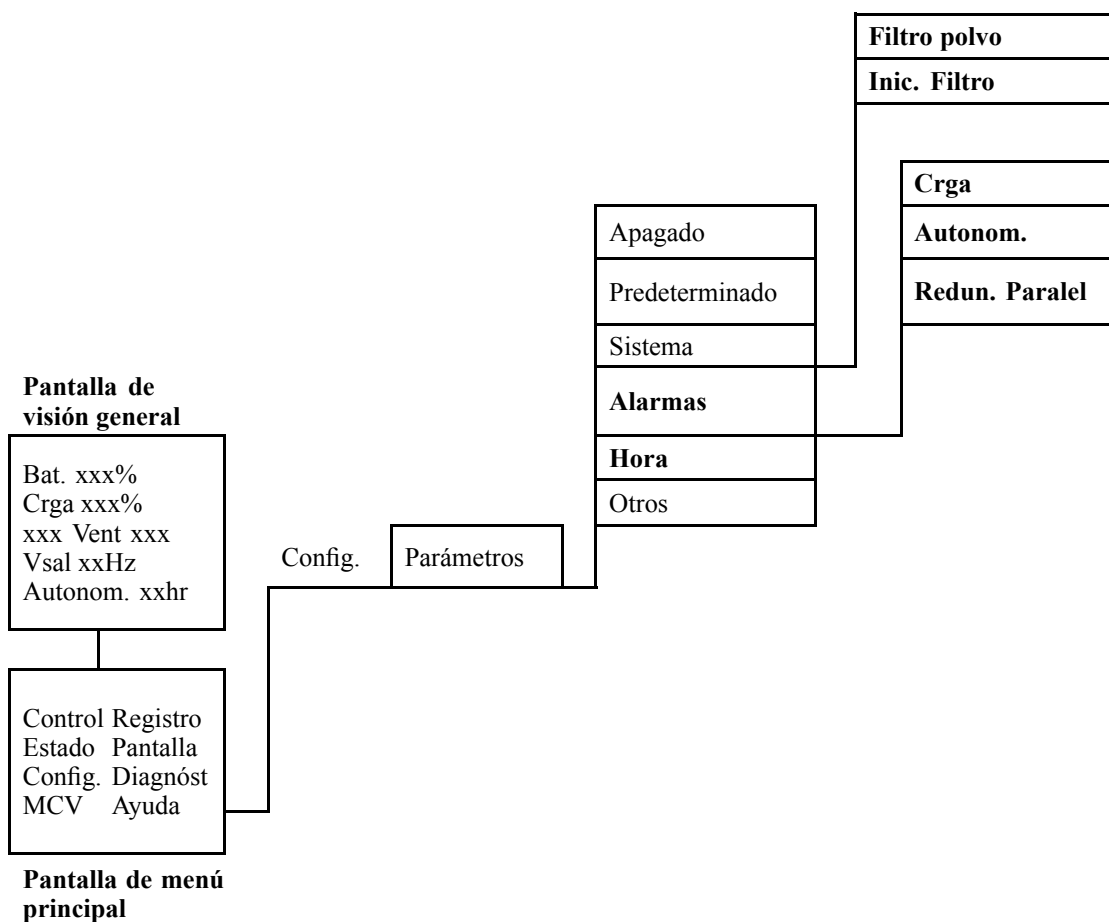 Filtro polvo
Inic. Filtro
Crga
Autonom.
Redun. Paralel
Apagado
Predeterminado
Sistema
Alarmas
Hora
Otros
Pantalla de
visión general
Bat. xxx%
Crga xxx%
xxx Vent xxx
Vsal xxHz
Autonom. xxhr
Config.
Parámetros
Control Registro
Estado Pantalla
Config. Diagnóst
MCV Ayuda
Pantalla de menú
principal